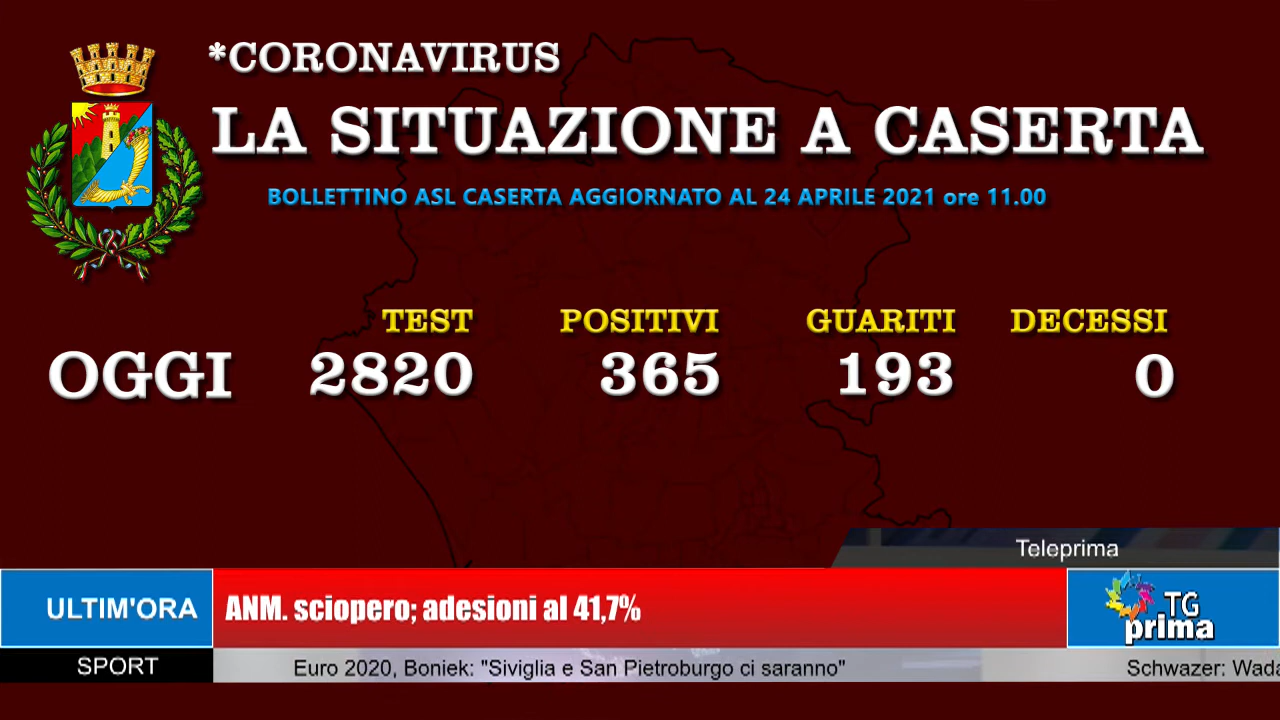 *CORONAVIRUS
LA SITUAZIONE A CASERTA
BOLLETTINO ASL CASERTA AGGIORNATO AL 24 APRILE 2021 ore 11.00
TEST POSITIVI GUARITI DECESSI
OGGI 2820 365 193 0
Teleprima
ULTIM'ORA ANM. sciopero; adesioni al 41,7% TG
prima
SPORT Euro 2020, Boniek: "Siviglia e San Pietroburgo ci saranno" Schwazer: Wada